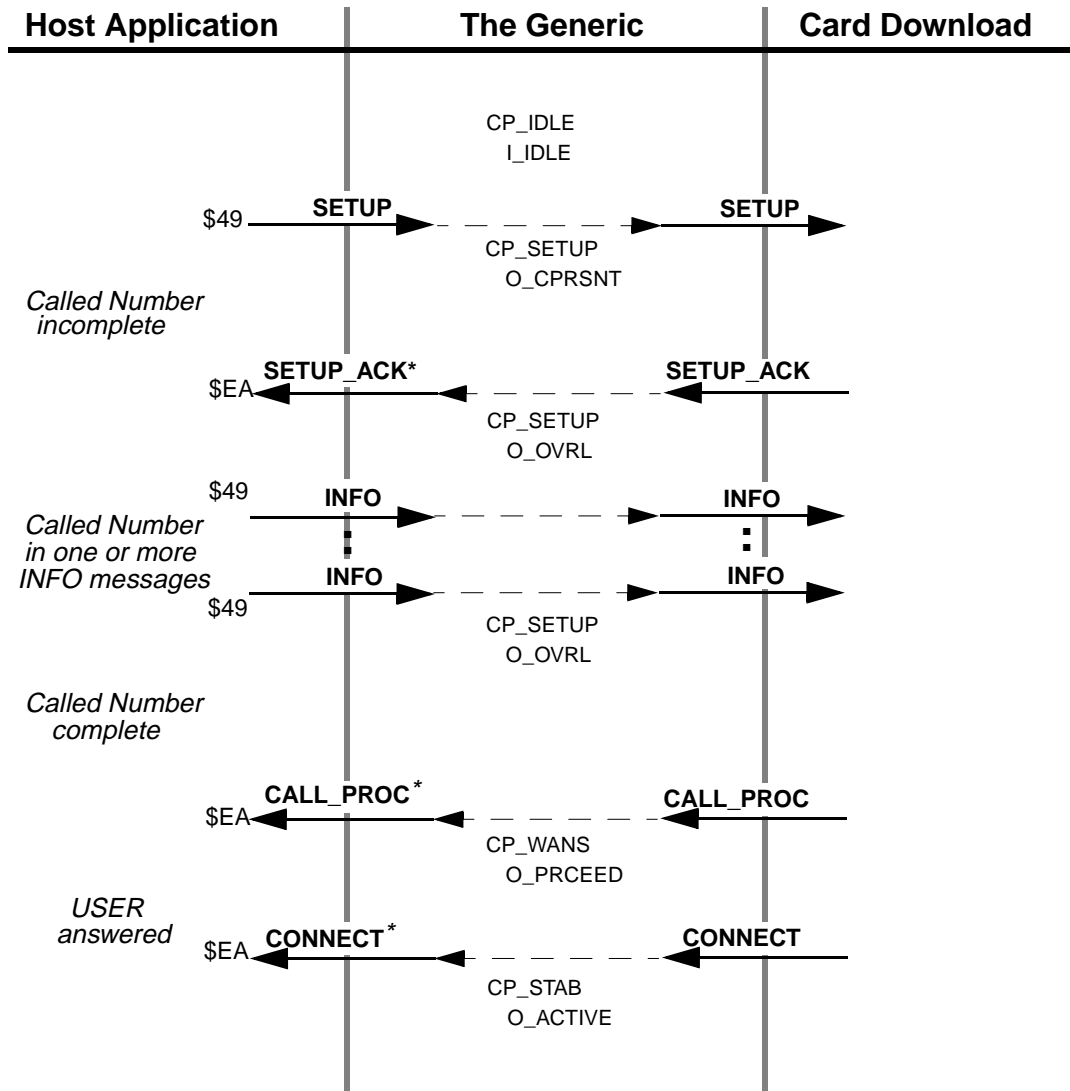 Host Application The Generic Card Download
CP_IDLE
I_IDLE
$49 SETUP SETUP
CP_SETUP
O_CPRSNT
Called Number
incomplete
$EA SETUP_ACK* SETUP_ACK
CP_SETUP
O_OVRL
$49 INFO INFO
Called Number
in one or more
INFO messages
$49 INFO INFO
CP_SETUP
O_OVRL
Called Number
complete
$EA CALL_PROC* CALL_PROC
CP_WANS
O_PRCEED
USER
answered
$EA CONNECT* CONNECT
CP_STAB
O_ACTIVE